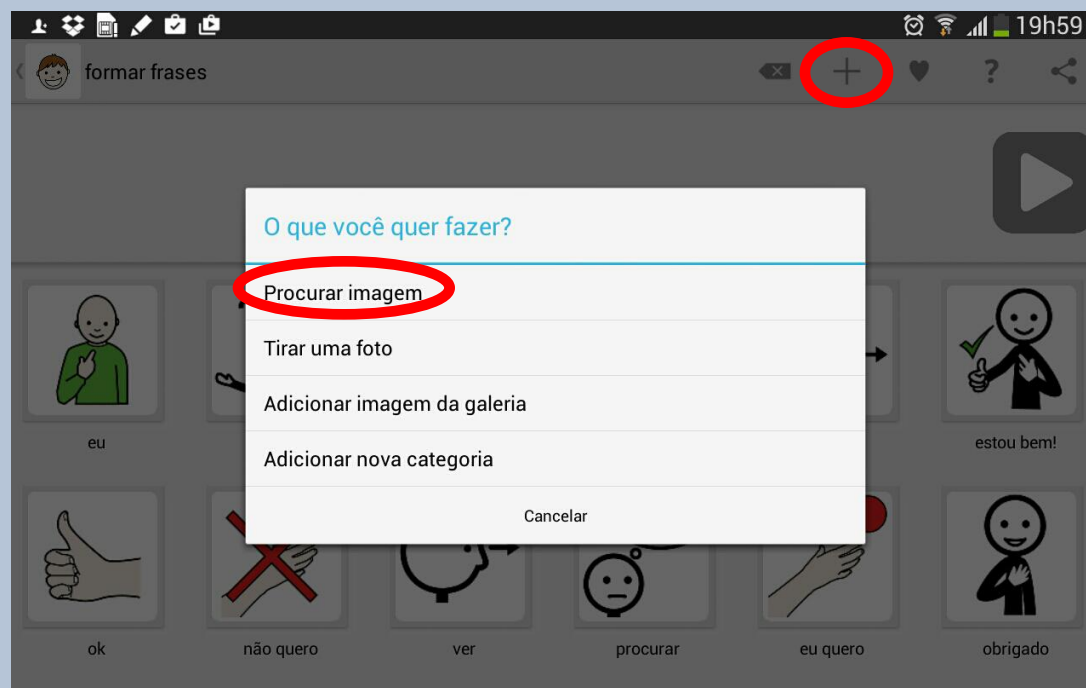 19h59
formar frases
?
O que você quer fazer?
Procurar imagem
Tirar uma foto
Adicionar imagem da galeria
Adicionar nova categoria
Cancelar
eu
estou bem!
ok
não quero
ver
procurar
eu quero
obrigado